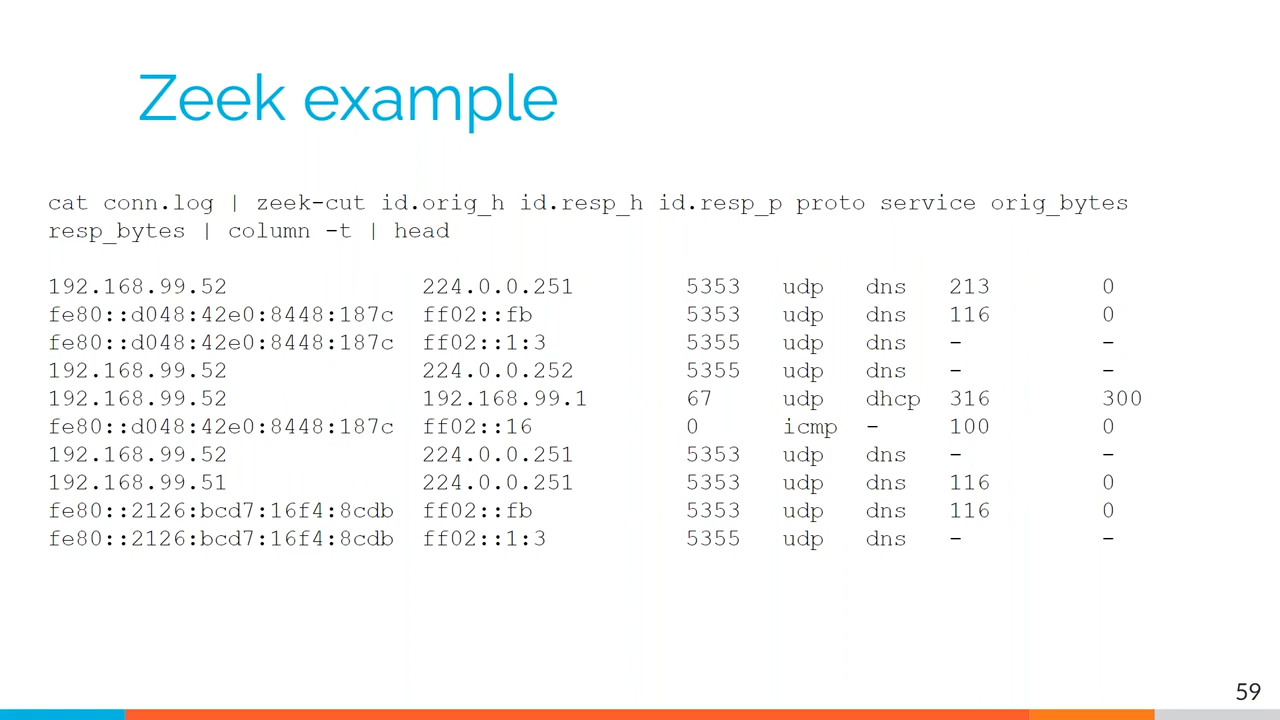 Zeek example
cat conn.log | zeek-cut id.orig_h id.resp_h id.resp_p proto service orig_bytes
resp_bytes | column -t | head
192.168.99.52 224.0.0.251 5353 udp dns 213 0
fe80::d048:42e0:8448:187c ff02::fb 5353 udp dns 116 0
fe80::d048:42e0:8448:187c ff02::1:3 5355 udp dns - -
192.168.99.52 224.0.0.252 5355 udp dns - -
192.168.99.52 192.168.99.1 67 udp dhcp 316 300
fe80::d048:42e0:8448:187c ff02::16 0 icmp - 100 0
192.168.99.52 224.0.0.251 5353 udp dns - -
192.168.99.51 224.0.0.251 5353 udp dns 116 0
fe80::2126:bcd7:16f4:8cdb ff02::fb 5353 udp dns 116 0
fe80::2126:bcd7:16f4:8cdb ff02::1:3 5355 udp dns - -
59